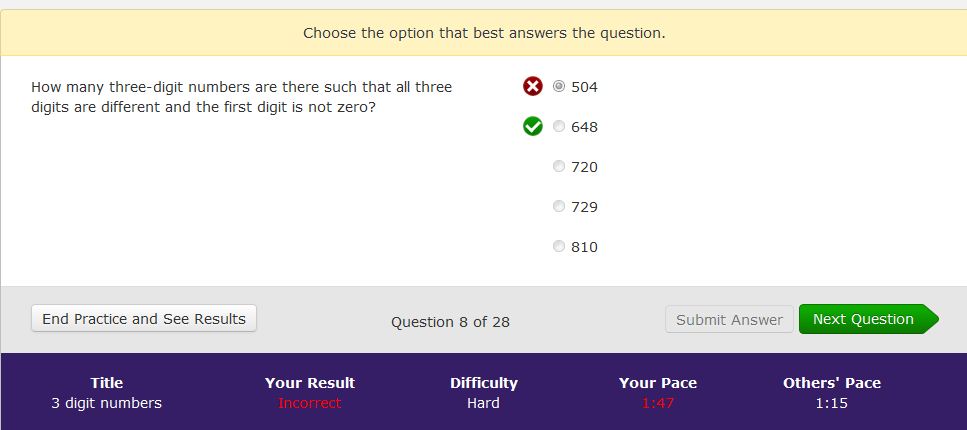 Choose the option that best answers the question.
How many three-digit numbers are there such that all three
digits are different and the first digit is not zero?
504
648
720
729
810
End Practice and See Results
Question 8 of 28
Submit Answer
Next Question
Title
Your Result
Difficulty
Your Pace
Others' Pace
3 digit numbers
Incorrect
Hard
1:47
1:15